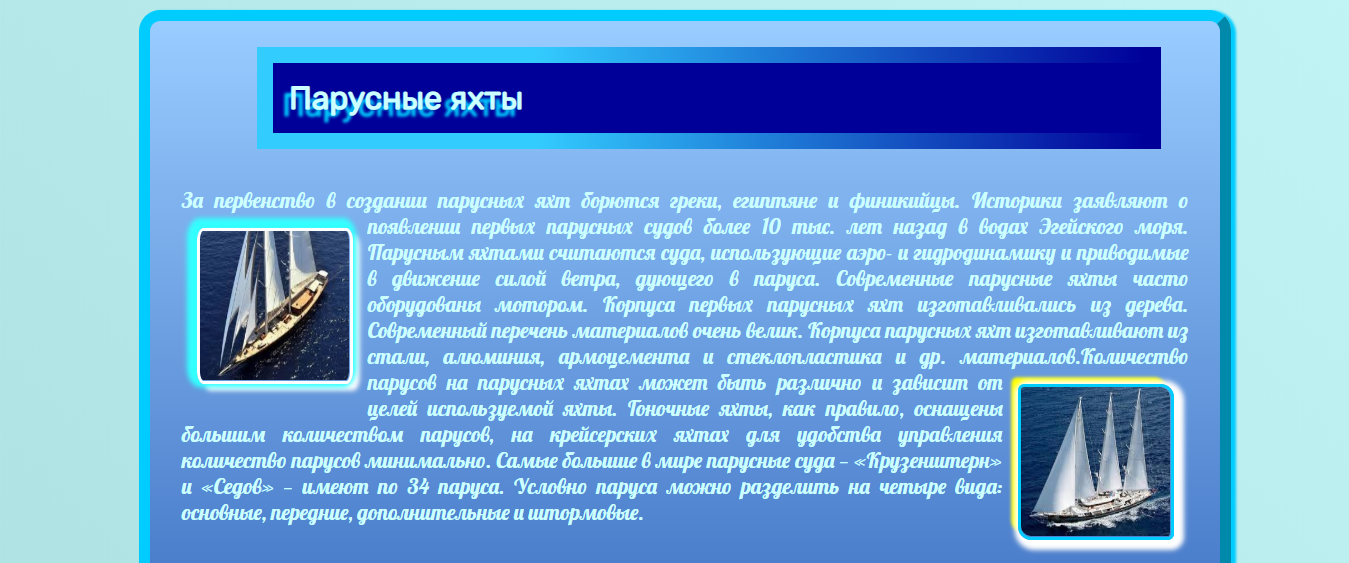 Парусные яхты
За первенство в создании парусных яхт борются греки, египтяне и финикийцы. Историки заявляют о
появлении первых парусных судов более 10 тыс. лет назад в водах Эгейского моря.
Парусным яхтами считаются суда, использующие аэро- и гидродинамику и приводимые
в движение силой ветра, дующего в паруса. Современные парусные яхты часто
оборудованы мотором. Корпуса первых парусных яхт изготавливались из дерева.
Современный перечень материалов очень велик. Корпуса парусных яхт изготавливают из
стали, алюминия, армоцемента и стеклопластика и др. материалов.Количество
парусов на парусных яхтах может быть различно и зависит от
целей используемой яхты. Гоночные яхты, как правило, оснащены
большим количеством парусов, на крейсерских яхтах для удобства управления
количество парусов минимально. Самые большие в мире парусные суда – «Крузенштерн»
и «Седов» – имеют по 34 паруса. Условно паруса можно разделить на четыре вида:
основные, передние, дополнительные и штормовые.